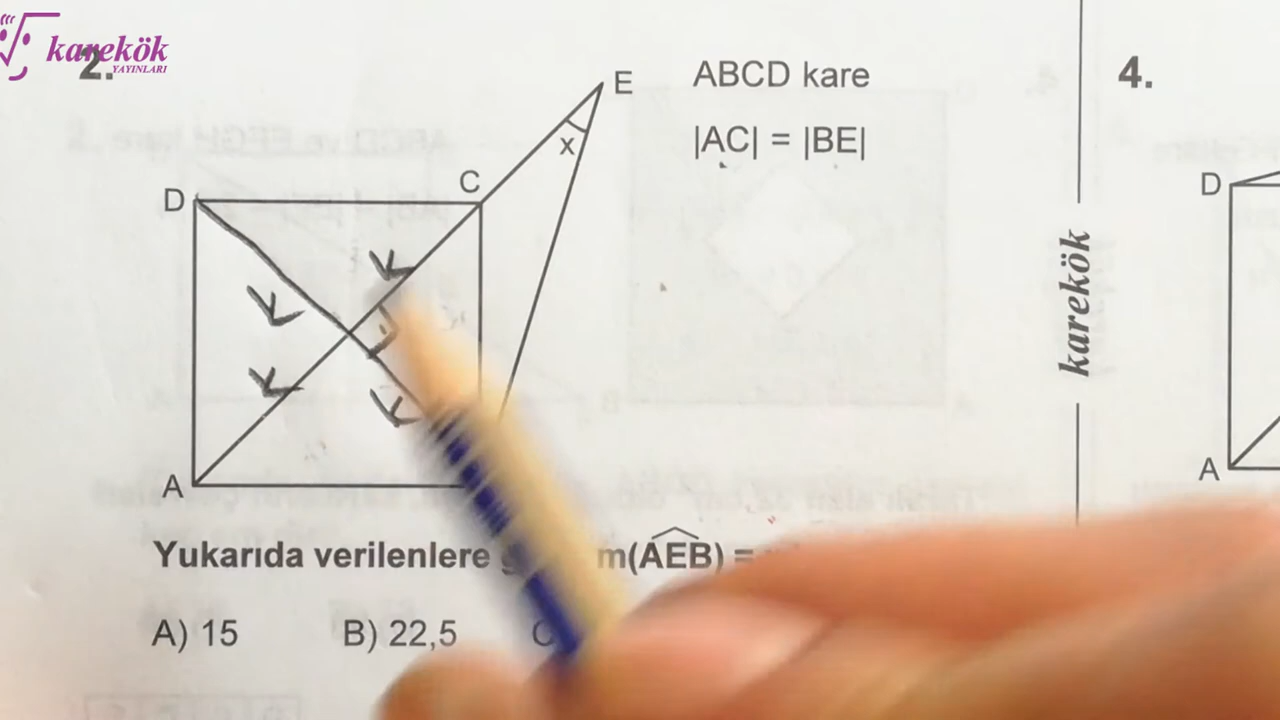 karekök
YAYINLARI
2.
E
ABCD kare
|AC| = |BE|
x
C
D
A
Yukarıda verilenlere m(AEB) =
A) 15 B) 22,5 C
karekök
4.
D
A